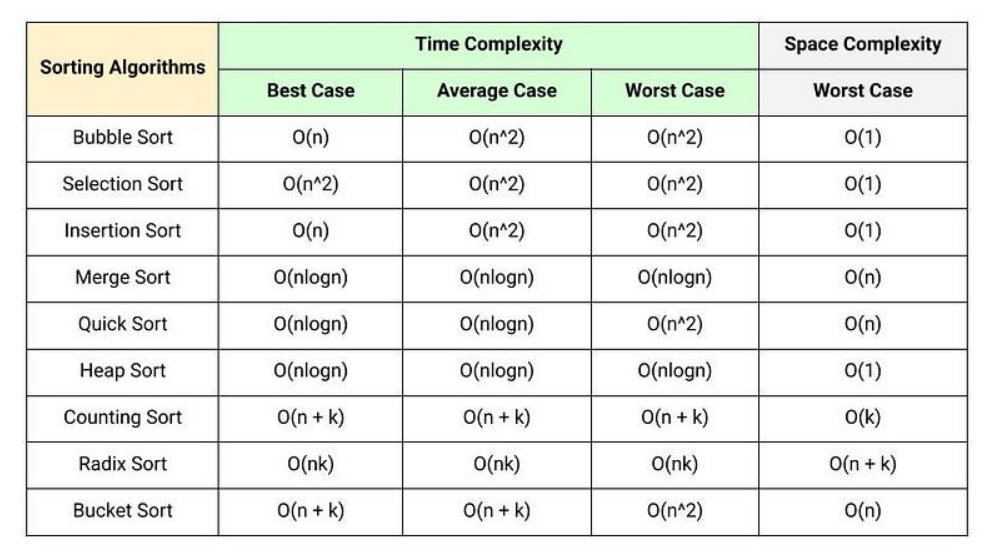 Sorting Algorithms Time Complexity Space Complexity
Best Case Average Case Worst Case Worst Case
Bubble Sort O(n) O(n^2) O(n^2) O(1)
Selection Sort O(n^2) O(n^2) O(n^2) O(1)
Insertion Sort O(n) O(n^2) O(n^2) O(1)
Merge Sort O(nlogn) O(nlogn) O(nlogn) O(n)
Quick Sort O(nlogn) O(nlogn) O(n^2) O(n)
Heap Sort O(nlogn) O(nlogn) O(nlogn) O(1)
Counting Sort O(n + k) O(n + k) O(n + k) O(k)
Radix Sort O(nk) O(nk) O(nk) O(n + k)
Bucket Sort O(n + k) O(n + k) O(n^2) O(n)